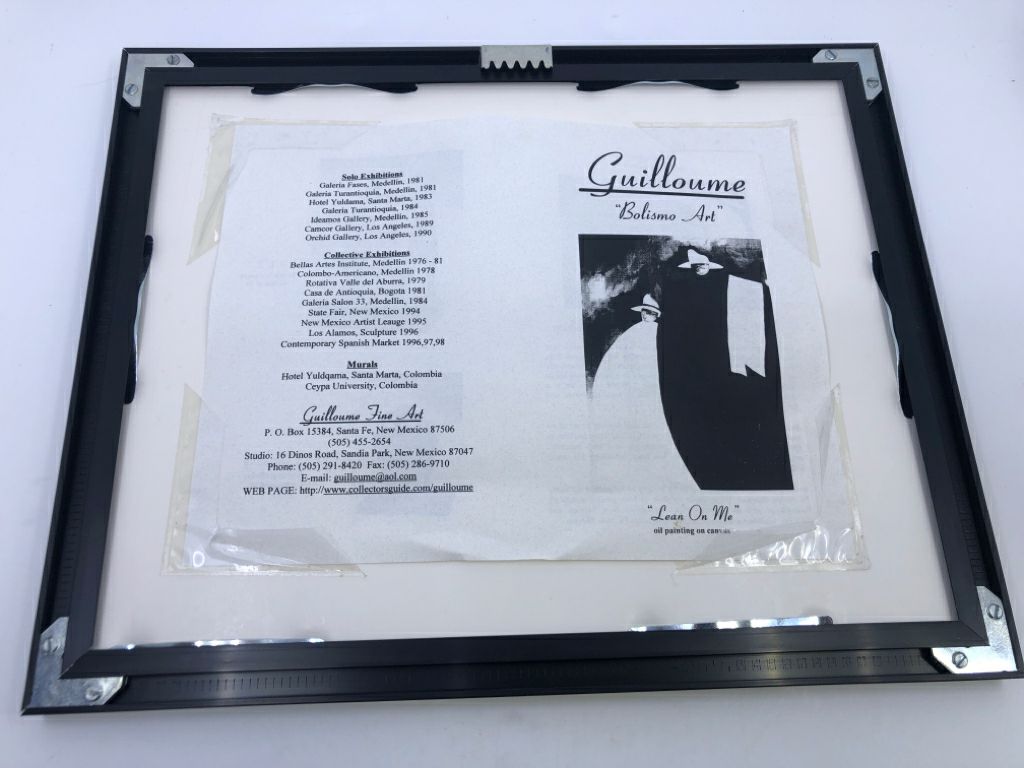 Solo Exhibitions
Galeria Fases, Medellin, 1981
Galeria Turantioquia, Medellin, 1981
Hotel Yuldama, Santa Marta, 1983
Galeria Turantioquia, 1984
Ideamos Gallery, Medellin, 1985
Camcor Gallery, Los Angeles, 1989
Orchid Gallery, Los Angeles, 1990
Collective Exhibitions
Bellas Artes Institute, Medellin 1976 - 81
Colombo-Americano, Medellin 1978
Rotativa Valle del Aburra, 1979
Casa de Antioquia, Bogota 1981
Galeria Salon 33, Medellin, 1984
State Fair, New Mexico 1994
New Mexico Artist Leauge 1995
Los Alamos, Sculpture 1996
Contemporary Spanish Market 1996,97,98
Murals
Hotel Yuldqama, Santa Marta, Colombia
Ceypa University, Colombia
Guilloume Fine Art
P. O. Box 15384, Santa Fe, New Mexico 87506
(505) 455-2654
Studio: 16 Dinos Road, Sandia Park, New Mexico 87047
Phone: (505) 291-8420 Fax: (505) 286-9710
E-mail: guilloume@aol.com
WEB PAGE: http://www.collectorsguide.com/guilloume
Guilloume
"Bolismo Art"
"Lean On Me"
oil painting on canvas